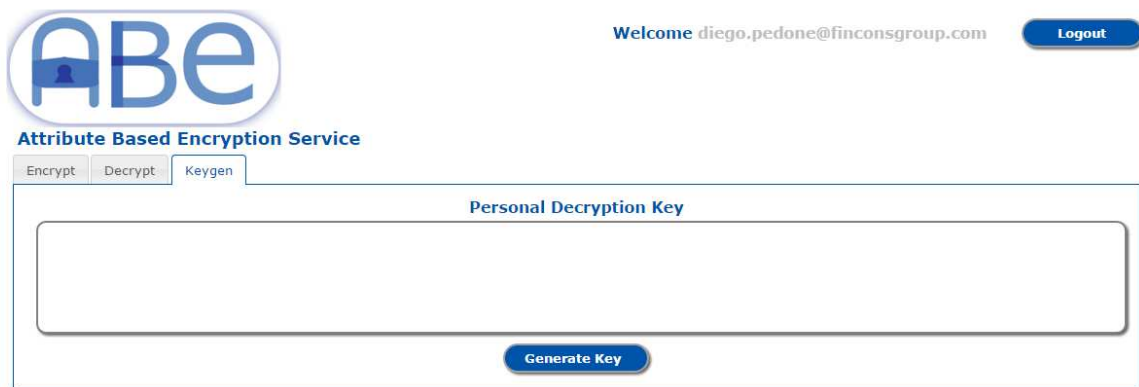 ABe
Welcome diego.pedone@finconsgroup.com
Logout
Attribute Based Encryption Service
Encrypt Decrypt Keygen
Personal Decryption Key
Generate Key